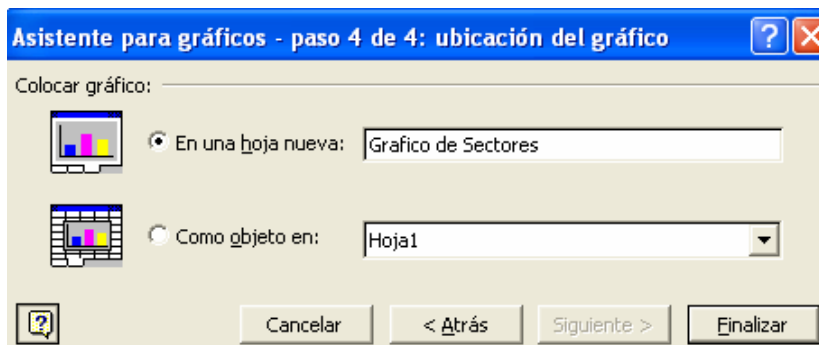 Asistente para gráficos - paso 4 de 4: ubicación del gráfico
Colocar gráfico:
En una hoja nueva: Grafico de Sectores
Como objeto en: Hoja1
Cancelar < Atrás Siguiente > Finalizar